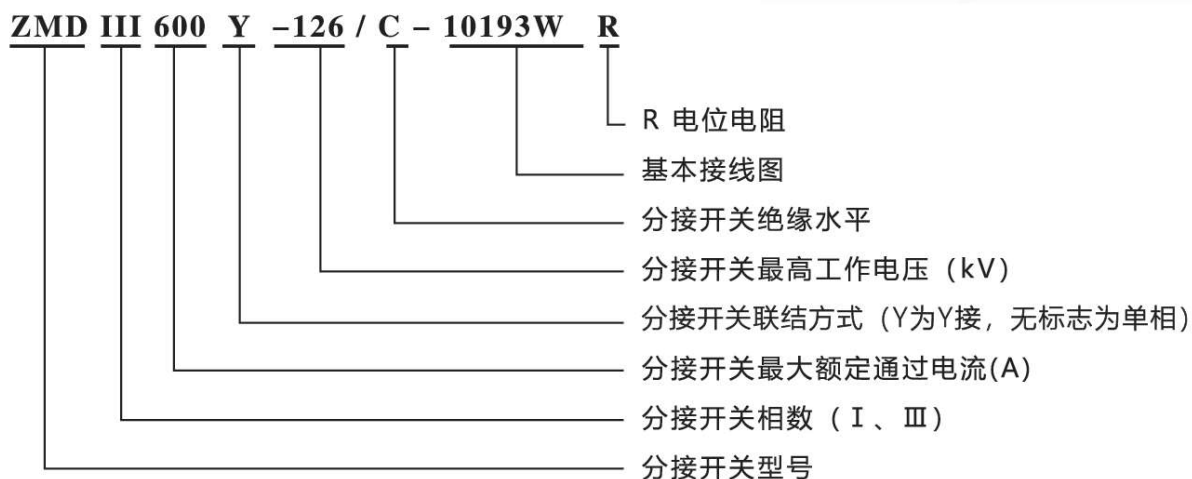 ZMD III 600 Y -126 / C - 10193W R
R 电位电阻
基本接线图
分接开关绝缘水平
分接开关最高工作电压（kV）
分接开关联结方式（Y为Y接，无标志为单相）
分接开关最大额定通过电流(A)
分接开关相数（Ⅰ、Ⅲ）
分接开关型号